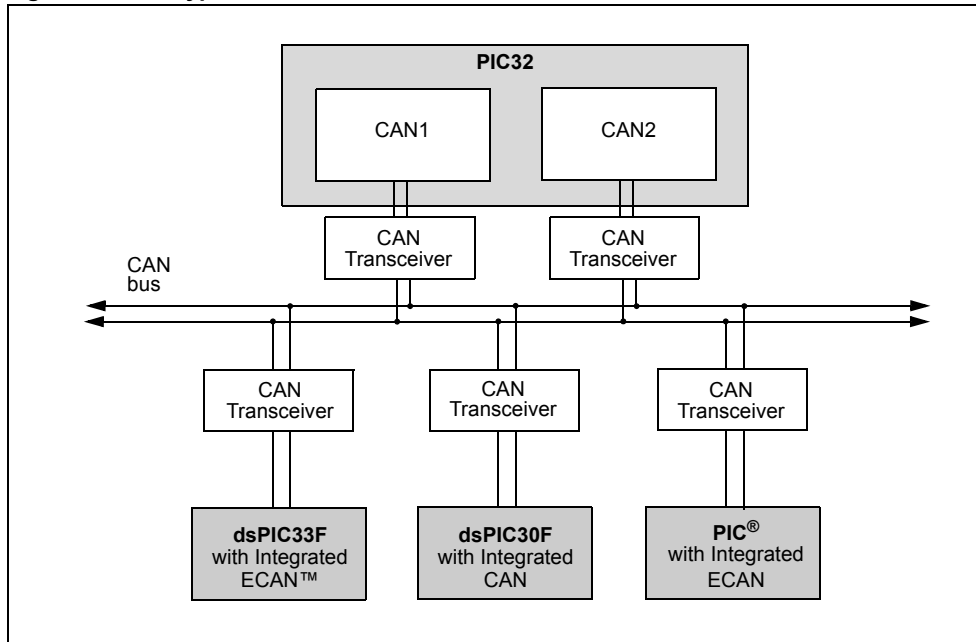 PIC32
CAN1
CAN2
CAN
Transceiver
CAN
Transceiver
CAN
bus
CAN
Transceiver
CAN
Transceiver
CAN
Transceiver
dsPIC33F
with Integrated
ECAN™
dsPIC30F
with Integrated
CAN
PIC®
with Integrated
ECAN